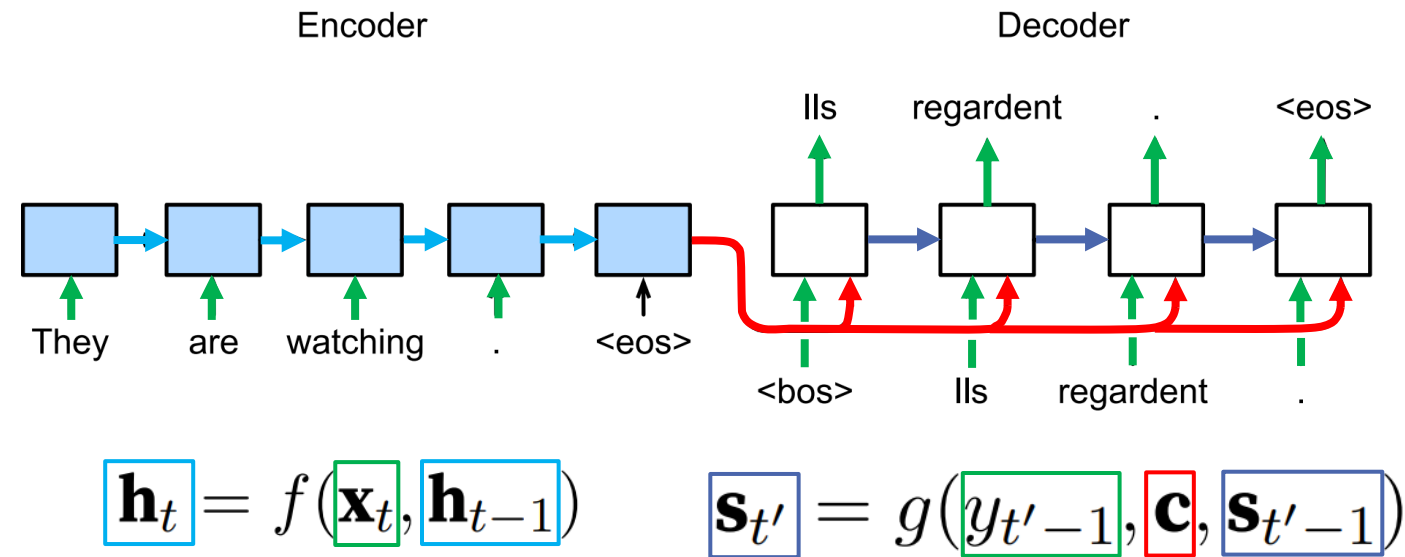 Encoder Decoder
Ils regardent . <eos>
They are watching . <eos>
<bos> Ils regardent .
𝐡_t = f(𝐱_t, 𝐡_{t−1}) 𝐬_{t′} = g(y_{t′−1}, 𝐜, 𝐬_{t′−1})